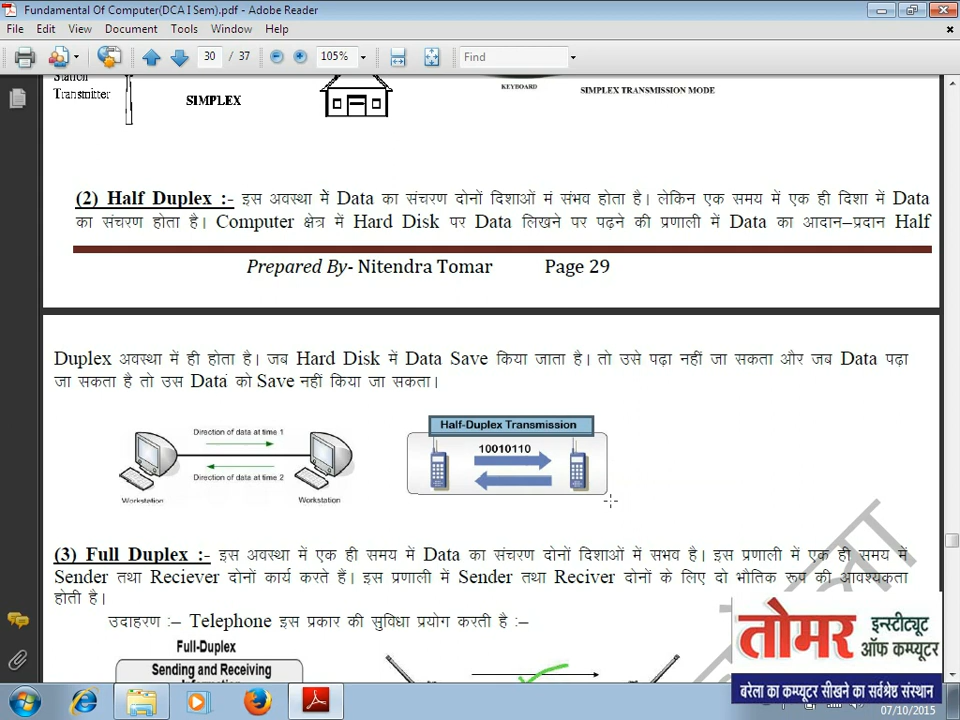 Fundamental Of Computer(DCA I Sem).pdf - Adobe Reader
File Edit View Document Tools Window Help
30 / 37 105% Find
Station
Transmitter
SIMPLEX
KEYBOARD
SIMPLEX TRANSMISSION MODE
(2) Half Duplex :- इस अवस्था में Data का संचरण दोनों दिशाओं मं संभव होता है। लेकिन एक समय में एक ही दिशा में Data
का संचरण होता है। Computer क्षेत्र में Hard Disk पर Data लिखने पर पढ़ने की प्रणाली में Data का आदान–प्रदान Half
Prepared By- Nitendra Tomar Page 29
Duplex अवस्था में ही होता है। जब Hard Disk में Data Save किया जाता है। तो उसे पढ़ा नहीं जा सकता और जब Data पढ़ा
जा सकता है तो उस Data को Save नहीं किया जा सकता।
Direction of data at time 1
Direction of data at time 2
Workstation
Workstation
Half-Duplex Transmission
10010110
(3) Full Duplex :- इस अवस्था में एक ही समय में Data का संचरण दोनों दिशाओं में सभव है। इस प्रणाली में एक ही समय में
Sender तथा Reciever दोनों कार्य करते हैं। इस प्रणाली में Sender तथा Reciver दोनों के लिए दो भौतिक रूप की आवश्यकता
होती है।
उदाहरण :– Telephone इस प्रकार की सुविधा प्रयोग करती है :–
Full-Duplex
Sending and Receiving
तोमर इन्स्टीट्यूट
ऑफ कम्प्यूटर
बरेला का कम्प्यूटर सीखने का सर्वश्रेष्ठ संस्थान
07/10/2015